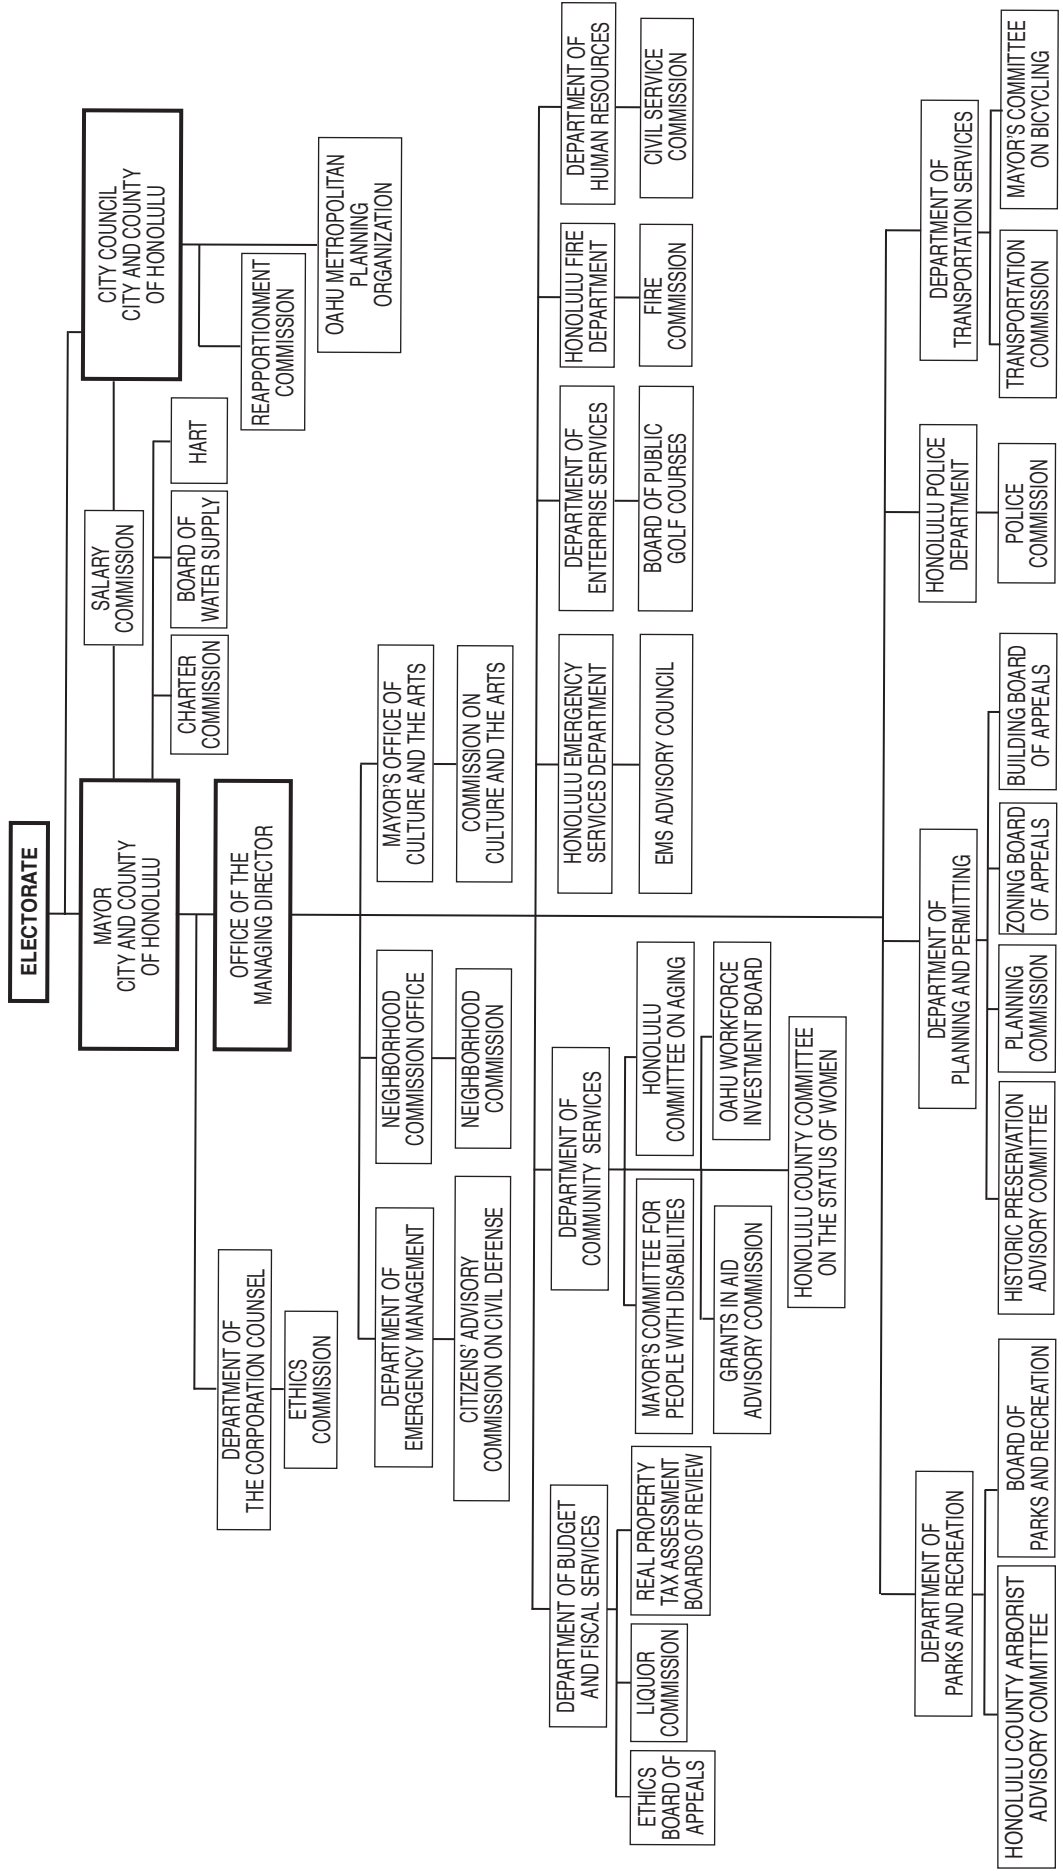 ELECTORATE
MAYOR
CITY AND COUNTY
OF HONOLULU
SALARY
COMMISSION
CITY COUNCIL
CITY AND COUNTY
OF HONOLULU
CHARTER
COMMISSION
BOARD OF
WATER SUPPLY
HART
REAPPORTIONMENT
COMMISSION
OAHU METROPOLITAN
PLANNING
ORGANIZATION
DEPARTMENT OF
THE CORPORATION COUNSEL
ETHICS
COMMISSION
OFFICE OF THE
MANAGING DIRECTOR
DEPARTMENT OF
EMERGENCY MANAGEMENT
NEIGHBORHOOD
COMMISSION OFFICE
MAYOR'S OFFICE OF
CULTURE AND THE ARTS
CITIZENS' ADVISORY
COMMISSION ON CIVIL DEFENSE
NEIGHBORHOOD
COMMISSION
COMMISSION ON
CULTURE AND THE ARTS
DEPARTMENT OF BUDGET
AND FISCAL SERVICES
DEPARTMENT OF
COMMUNITY SERVICES
HONOLULU EMERGENCY
SERVICES DEPARTMENT
DEPARTMENT OF
ENTERPRISE SERVICES
HONOLULU FIRE
DEPARTMENT
DEPARTMENT OF
HUMAN RESOURCES
ETHICS
BOARD OF
APPEALS
LIQUOR
COMMISSION
REAL PROPERTY
TAX ASSESSMENT
BOARDS OF REVIEW
MAYOR'S COMMITTEE FOR
PEOPLE WITH DISABILITIES
HONOLULU
COMMITTEE ON AGING
EMS ADVISORY COUNCIL
BOARD OF PUBLIC
GOLF COURSES
FIRE
COMMISSION
CIVIL SERVICE
COMMISSION
GRANTS IN AID
ADVISORY COMMISSION
OAHU WORKFORCE
INVESTMENT BOARD
HONOLULU COUNTY COMMITTEE
ON THE STATUS OF WOMEN
DEPARTMENT OF
PARKS AND RECREATION
DEPARTMENT OF
PLANNING AND PERMITTING
HONOLULU POLICE
DEPARTMENT
DEPARTMENT OF
TRANSPORTATION SERVICES
HONOLULU COUNTY ARBORIST
ADVISORY COMMITTEE
BOARD OF
PARKS AND RECREATION
HISTORIC PRESERVATION
ADVISORY COMMITTEE
PLANNING
COMMISSION
ZONING BOARD
OF APPEALS
BUILDING BOARD
OF APPEALS
POLICE
COMMISSION
TRANSPORTATION
COMMISSION
MAYOR'S COMMITTEE
ON BICYCLING